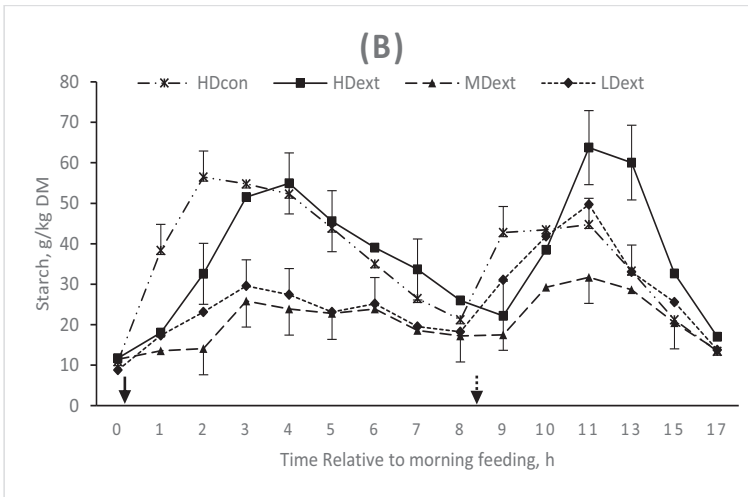 (B)
HDcon HDext MDext LDext
80
70
60
50
40
30
20
10
0
Starch, g/kg DM
0 1 2 3 4 5 6 7 8 9 10 11 13 15 17
Time Relative to morning feeding, h